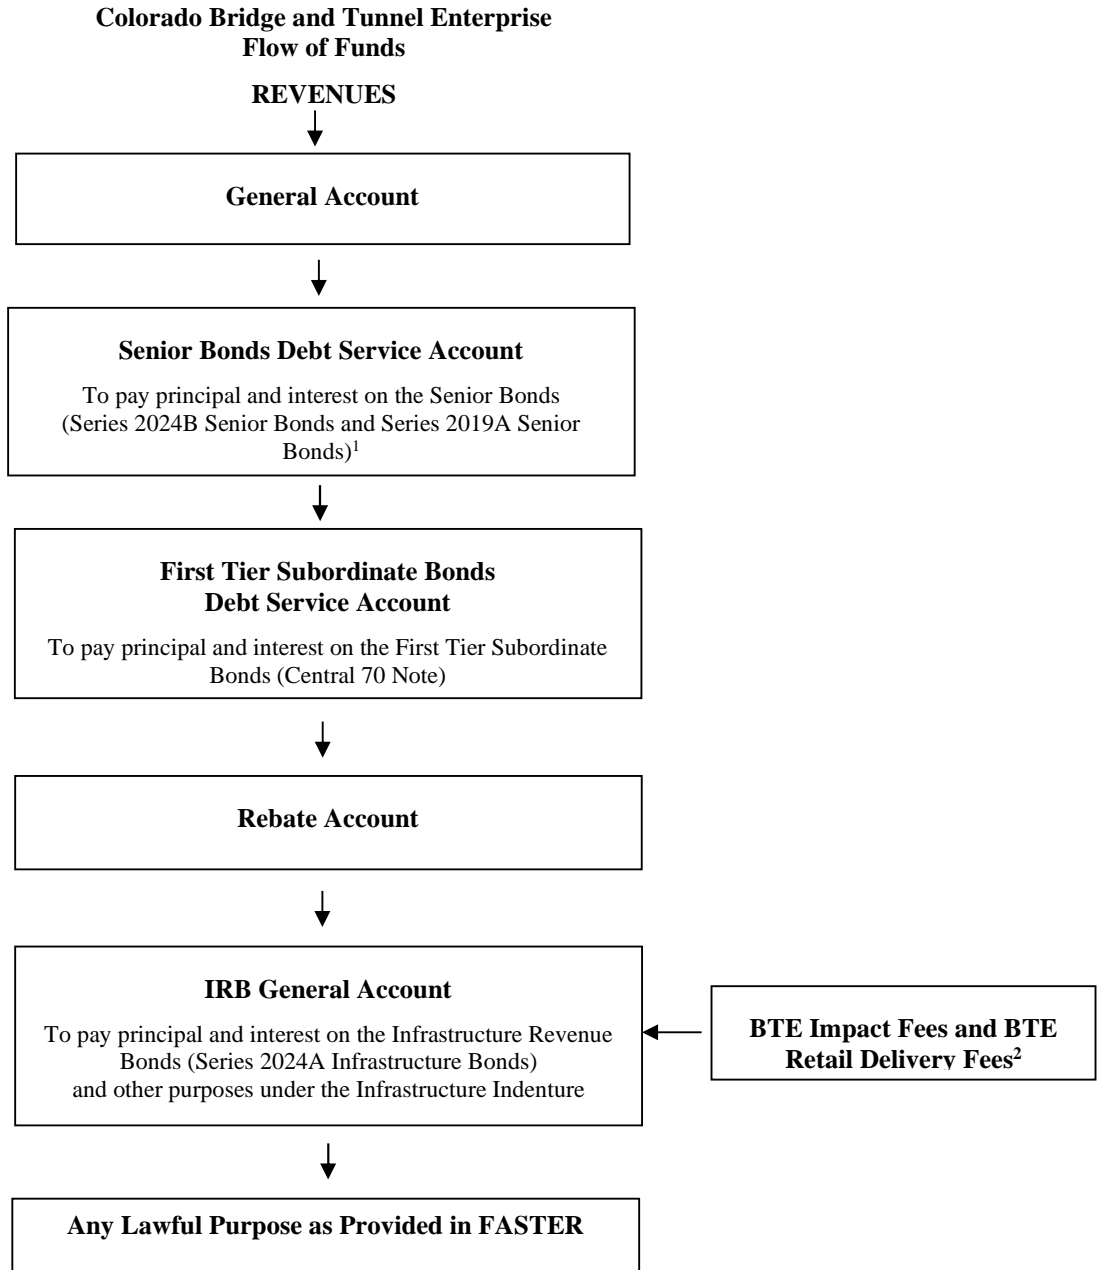 Colorado Bridge and Tunnel Enterprise
Flow of Funds
REVENUES
General Account
Senior Bonds Debt Service Account
To pay principal and interest on the Senior Bonds
(Series 2024B Senior Bonds and Series 2019A Senior
Bonds)1
First Tier Subordinate Bonds
Debt Service Account
To pay principal and interest on the First Tier Subordinate
Bonds (Central 70 Note)
Rebate Account
IRB General Account
To pay principal and interest on the Infrastructure Revenue
Bonds (Series 2024A Infrastructure Bonds)
and other purposes under the Infrastructure Indenture
BTE Impact Fees and BTE
Retail Delivery Fees2
Any Lawful Purpose as Provided in FASTER